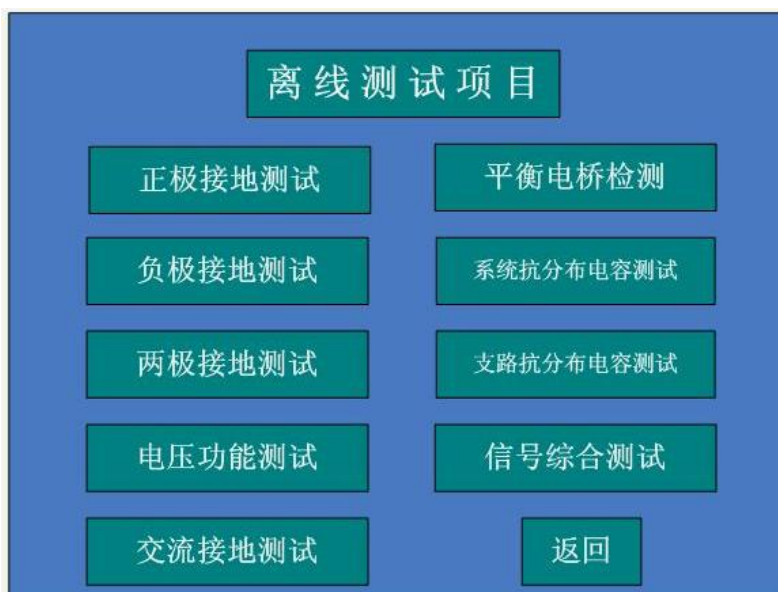 离线测试项目
正极接地测试
平衡电桥检测
负极接地测试
系统抗分布电容测试
两极接地测试
支路抗分布电容测试
电压功能测试
信号综合测试
交流接地测试
返回